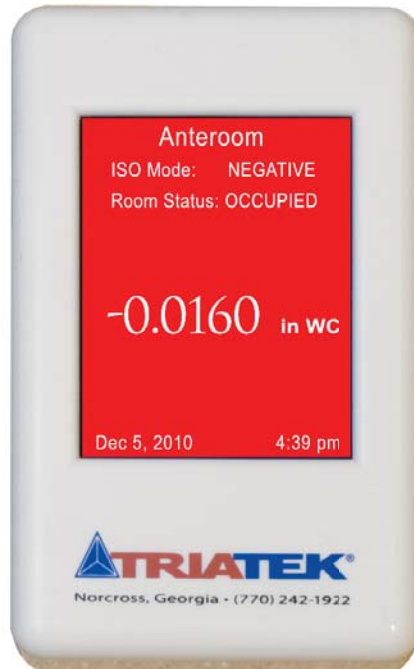 Anteroom
ISO Mode: NEGATIVE
Room Status: OCCUPIED
-0.0160 in WC
Dec 5, 2010 4:39 pm
TRIATEK®
Norcross, Georgia • (770) 242-1922